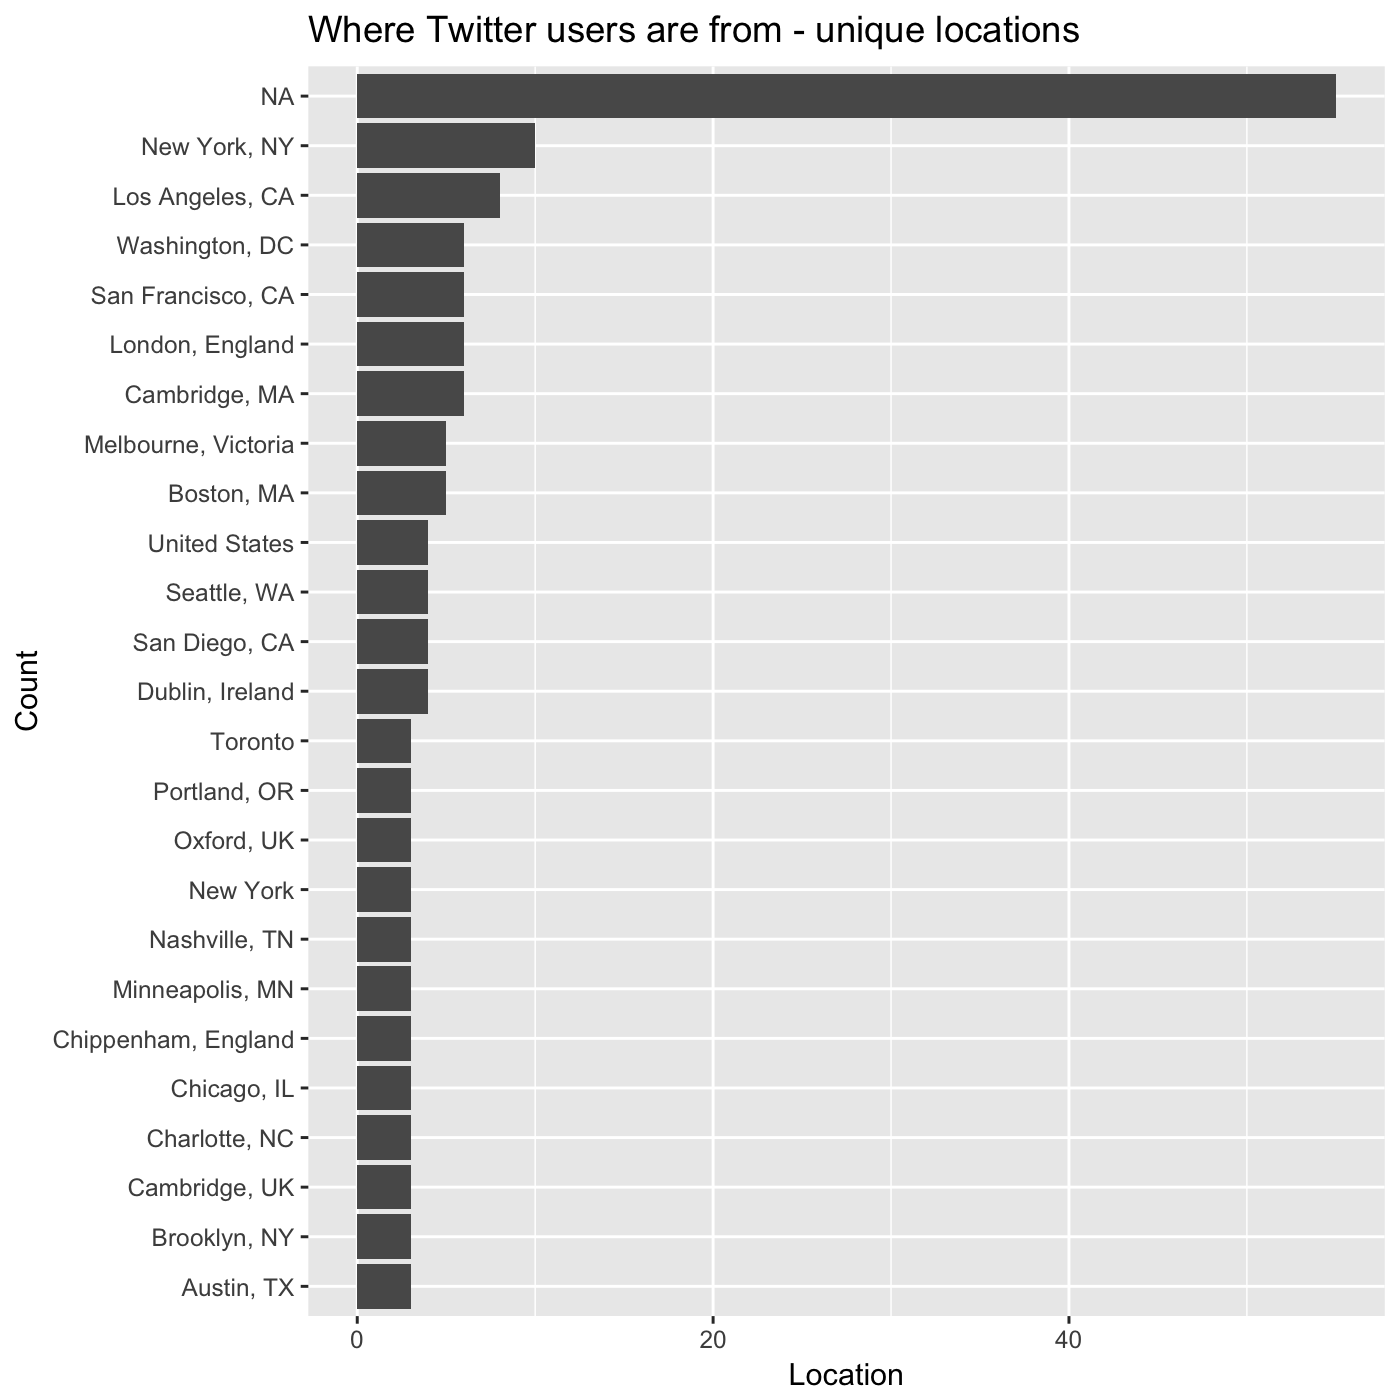 Where Twitter users are from - unique locations
NA
New York, NY
Los Angeles, CA
Washington, DC
San Francisco, CA
London, England
Cambridge, MA
Melbourne, Victoria
Boston, MA
United States
Seattle, WA
San Diego, CA
Dublin, Ireland
Toronto
Portland, OR
Oxford, UK
New York
Nashville, TN
Minneapolis, MN
Chippenham, England
Chicago, IL
Charlotte, NC
Cambridge, UK
Brooklyn, NY
Austin, TX
Count
0 20 40
Location